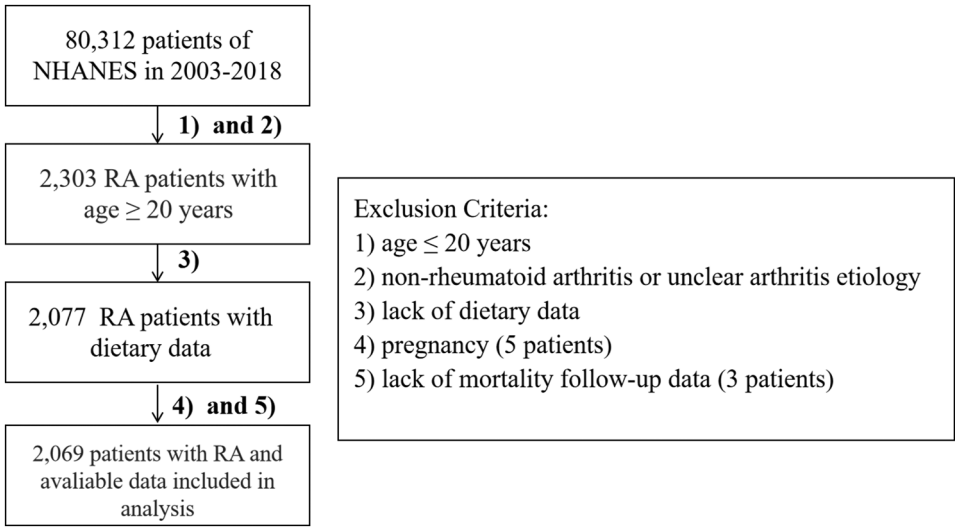 80,312 patients of
NHANES in 2003-2018
1) and 2)
2,303 RA patients with
age ≥ 20 years
3)
2,077 RA patients with
dietary data
4) and 5)
2,069 patients with RA and
avaliable data included in
analysis
Exclusion Criteria:
1) age ≤ 20 years
2) non-rheumatoid arthritis or unclear arthritis etiology
3) lack of dietary data
4) pregnancy (5 patients)
5) lack of mortality follow-up data (3 patients)